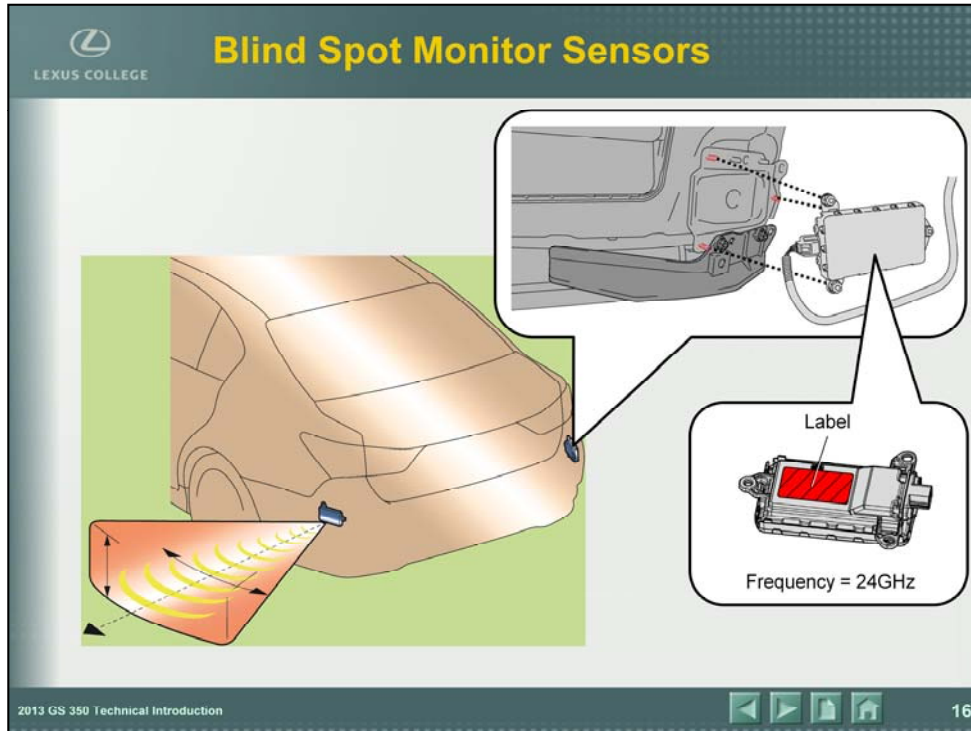 LEXUS COLLEGE
Blind Spot Monitor Sensors
Label
Frequency = 24GHz
2013 GS 350 Technical Introduction
16